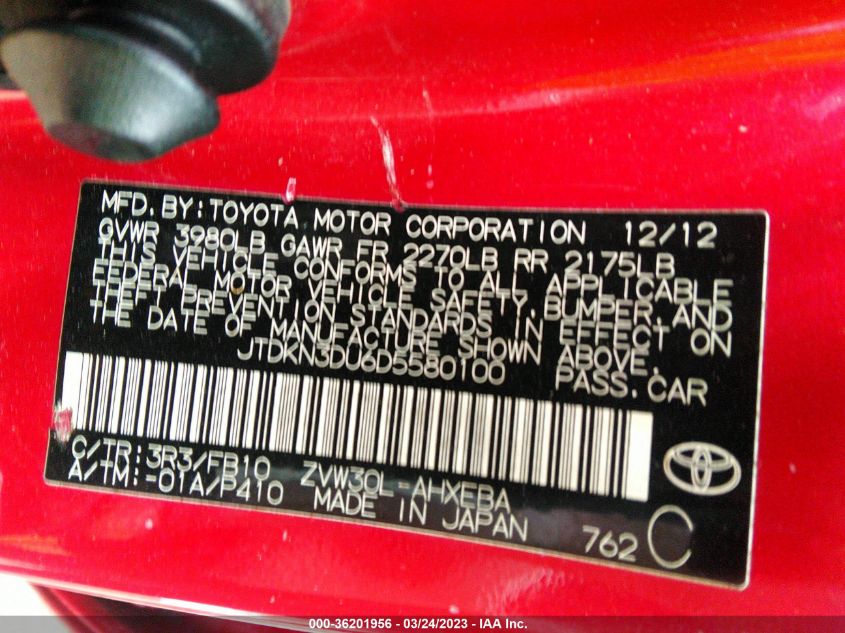 MFD.BY:TOYOTA MOTOR CORPORATION 12/12
GVWR 3980LB GAWR FR 2270LB RR 2175LB
THIS VEHICLE CONFORMS TO ALL APPLICABLE
FEDERAL MOTOR VEHICLE SAFETY,BUMPER,AND
THEFT PREVENTION STANDARDS IN EFFECT ON
THE DATE OF MANUFACTURE SHOWN ABOVE.
JTDKN3DU6D5580100 PASS.CAR
C/TR:3R3/FB10 ZVW30L-AHXEBA
A/TM:-01A/P410 MADE IN JAPAN 762 C
000-36201956 — 03/24/2023 — IAA Inc.